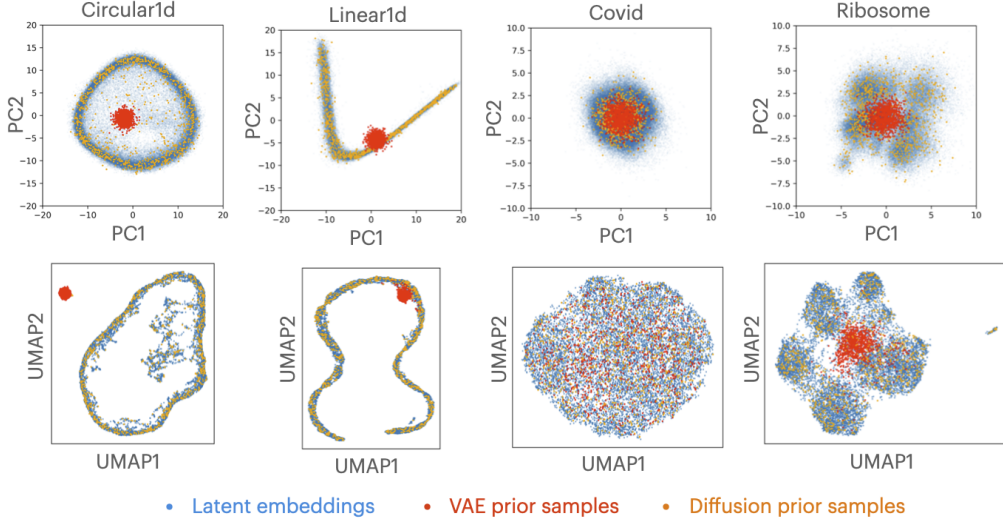 Circular1d
Linear1d
Covid
Ribosome
20
15
10
5
0
−5
−10
−15
−20
PC2
−20
−10
0
10
20
PC1
20
15
10
5
0
−5
−10
−15
−20
PC2
−20
−10
0
10
20
PC1
10.0
7.5
5.0
2.5
0.0
−2.5
−5.0
−7.5
−10.0
PC2
−10
−5
0
5
10
PC1
10.0
7.5
5.0
2.5
0.0
−2.5
−5.0
−7.5
−10.0
PC2
−10
−5
0
5
10
PC1
UMAP2
UMAP1
UMAP2
UMAP1
UMAP2
UMAP1
UMAP2
UMAP1
Latent embeddings
VAE prior samples
Diffusion prior samples